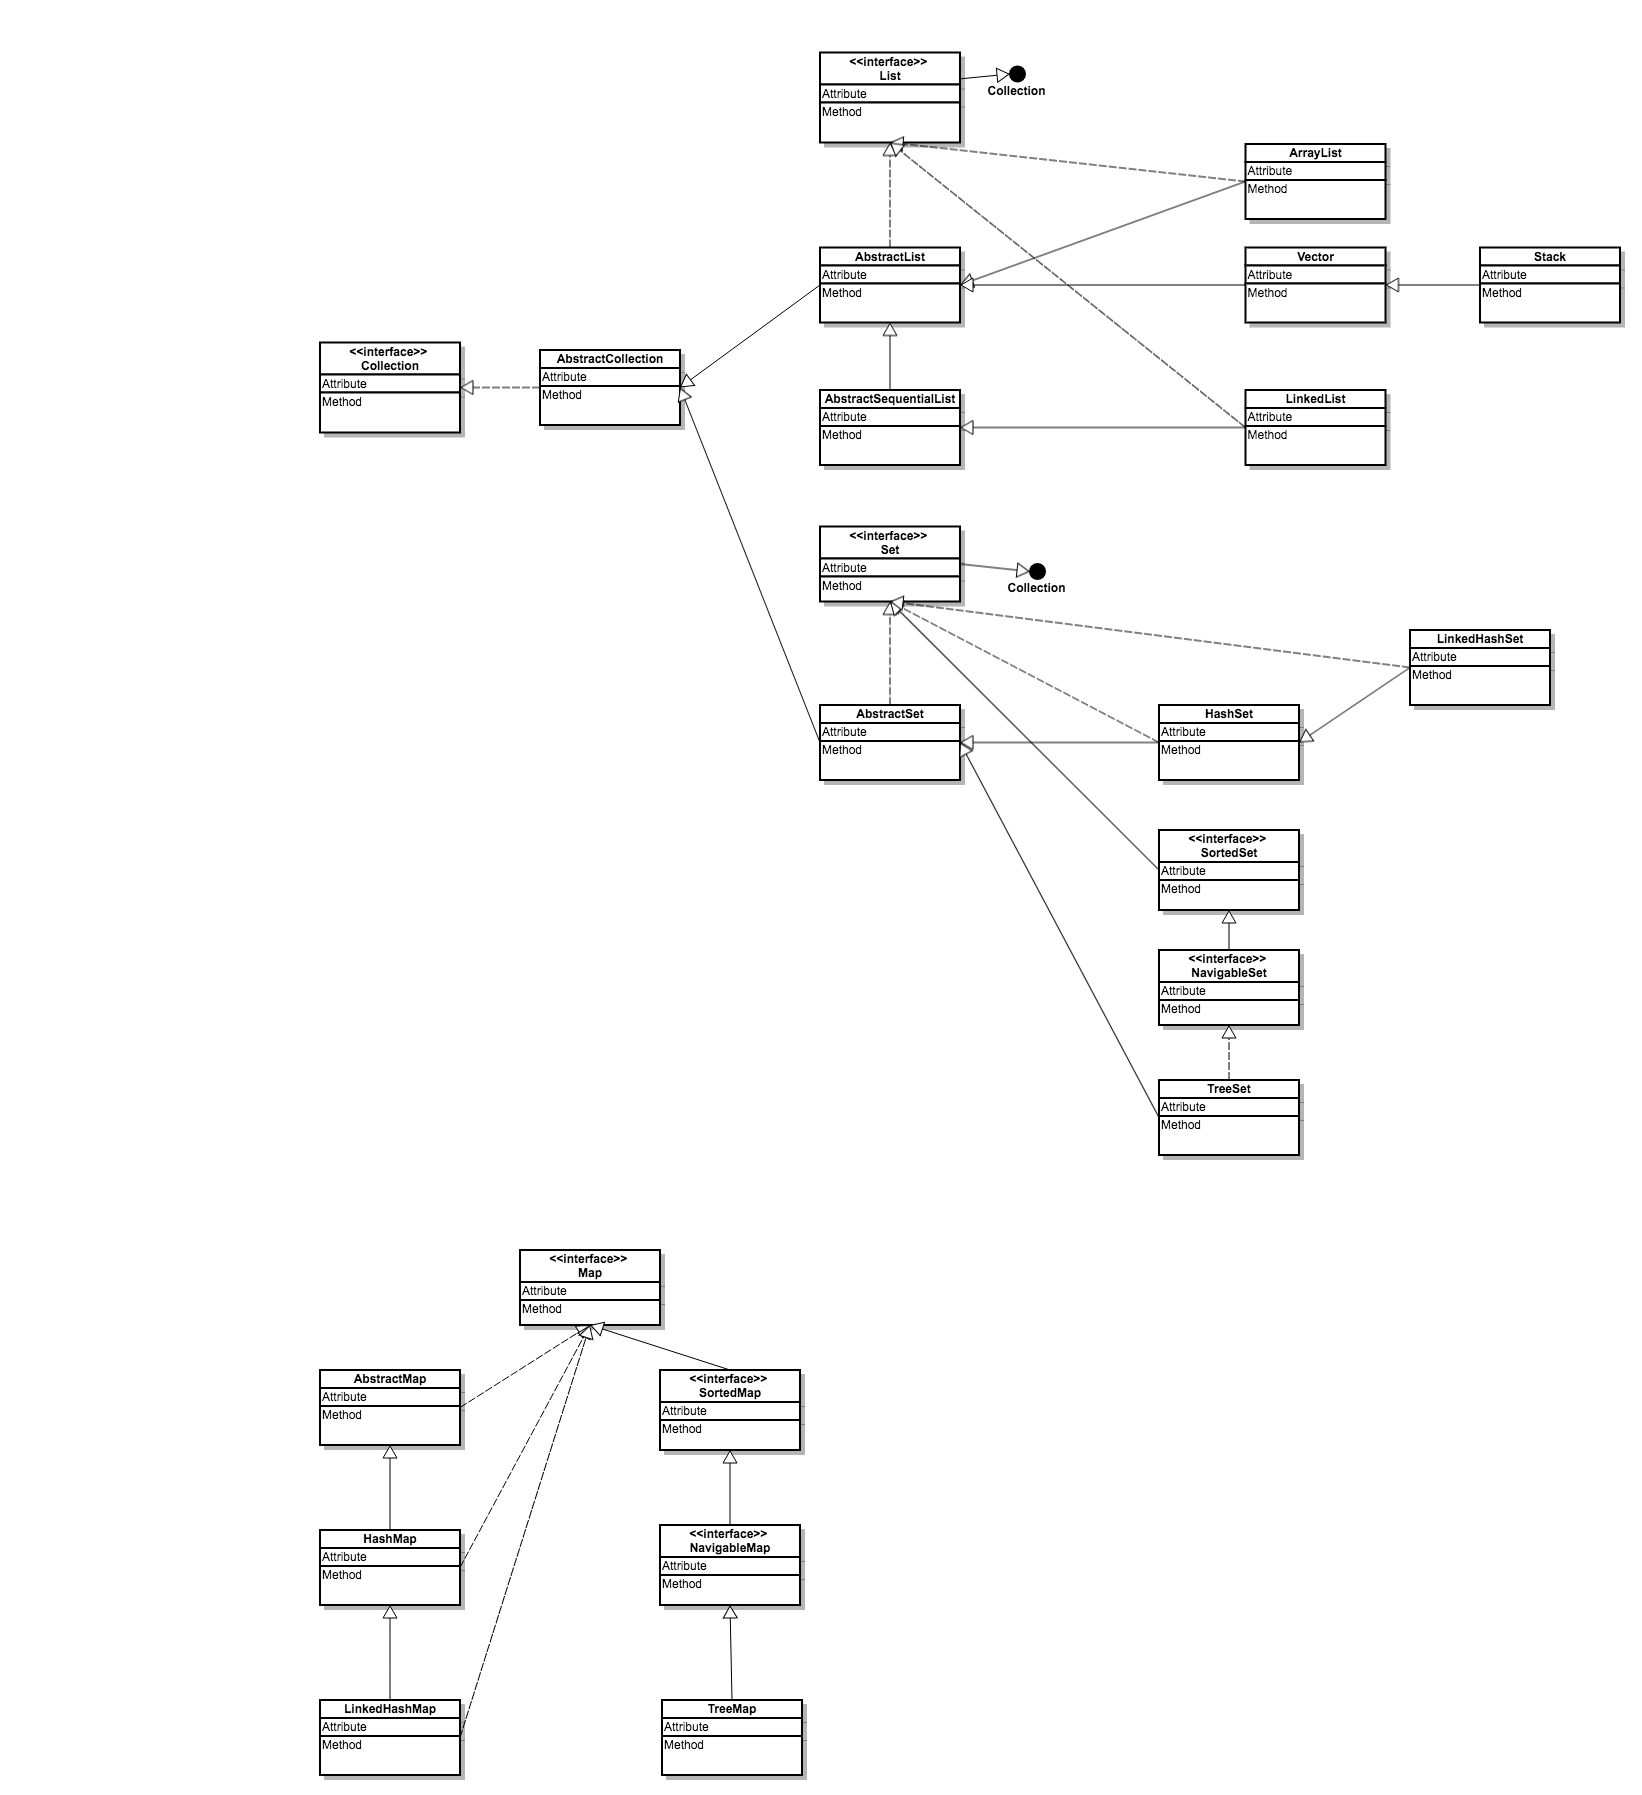 <<interface>>
List
Attribute
Method
Collection
ArrayList
Attribute
Method
AbstractList
Attribute
Method
Vector
Attribute
Method
Stack
Attribute
Method
<<interface>>
Collection
Attribute
Method
AbstractCollection
Attribute
Method
AbstractSequentialList
Attribute
Method
LinkedList
Attribute
Method
<<interface>>
Set
Attribute
Method
Collection
LinkedHashSet
Attribute
Method
AbstractSet
Attribute
Method
HashSet
Attribute
Method
<<interface>>
SortedSet
Attribute
Method
<<interface>>
NavigableSet
Attribute
Method
TreeSet
Attribute
Method
<<interface>>
Map
Attribute
Method
AbstractMap
Attribute
Method
<<interface>>
SortedMap
Attribute
Method
HashMap
Attribute
Method
<<interface>>
NavigableMap
Attribute
Method
LinkedHashMap
Attribute
Method
TreeMap
Attribute
Method